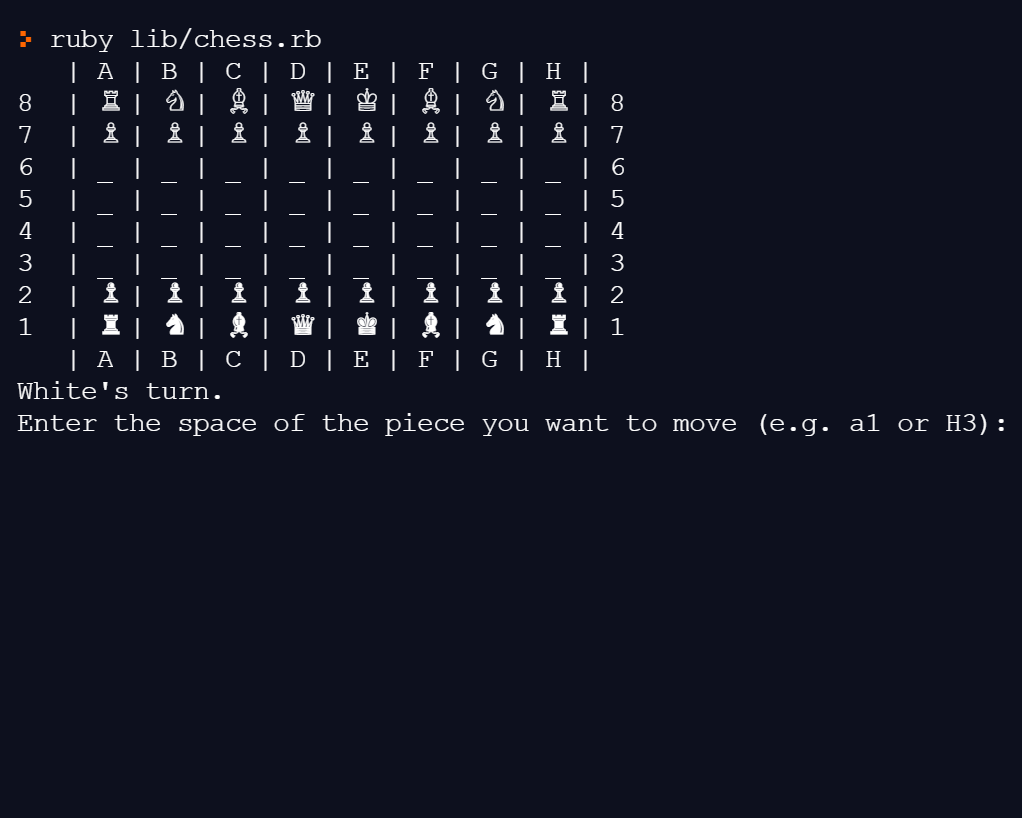 ❯ ruby lib/chess.rb
   | A | B | C | D | E | F | G | H |
8  | ♖ | ♘ | ♗ | ♕ | ♔ | ♗ | ♘ | ♖ | 8
7  | ♙ | ♙ | ♙ | ♙ | ♙ | ♙ | ♙ | ♙ | 7
6  | _ | _ | _ | _ | _ | _ | _ | _ | 6
5  | _ | _ | _ | _ | _ | _ | _ | _ | 5
4  | _ | _ | _ | _ | _ | _ | _ | _ | 4
3  | _ | _ | _ | _ | _ | _ | _ | _ | 3
2  | ♟ | ♟ | ♟ | ♟ | ♟ | ♟ | ♟ | ♟ | 2
1  | ♜ | ♞ | ♝ | ♛ | ♚ | ♝ | ♞ | ♜ | 1
   | A | B | C | D | E | F | G | H |
White's turn.
Enter the space of the piece you want to move (e.g. a1 or H3):